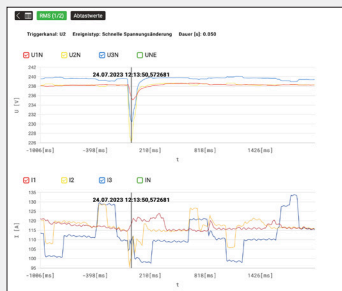 RMS (1/2) Abtastwerte
Triggerkanal: U2 Ereignistyp: Schnelle Spannungsänderung Dauer [s]: 0.050
U1N U2N U3N UNE
24.07.2023 12:13:50,572681
242
240
238
236
234
232
230
228
226
U [V]
-1006[ms] -398[ms] 210[ms] 818[ms] 1426[ms]
t
I1 I2 I3 IN
24.07.2023 12:13:50,572681
135
130
125
120
115
110
105
100
95
I [A]
-1006[ms] -398[ms] 210[ms] 818[ms] 1426[ms]
t